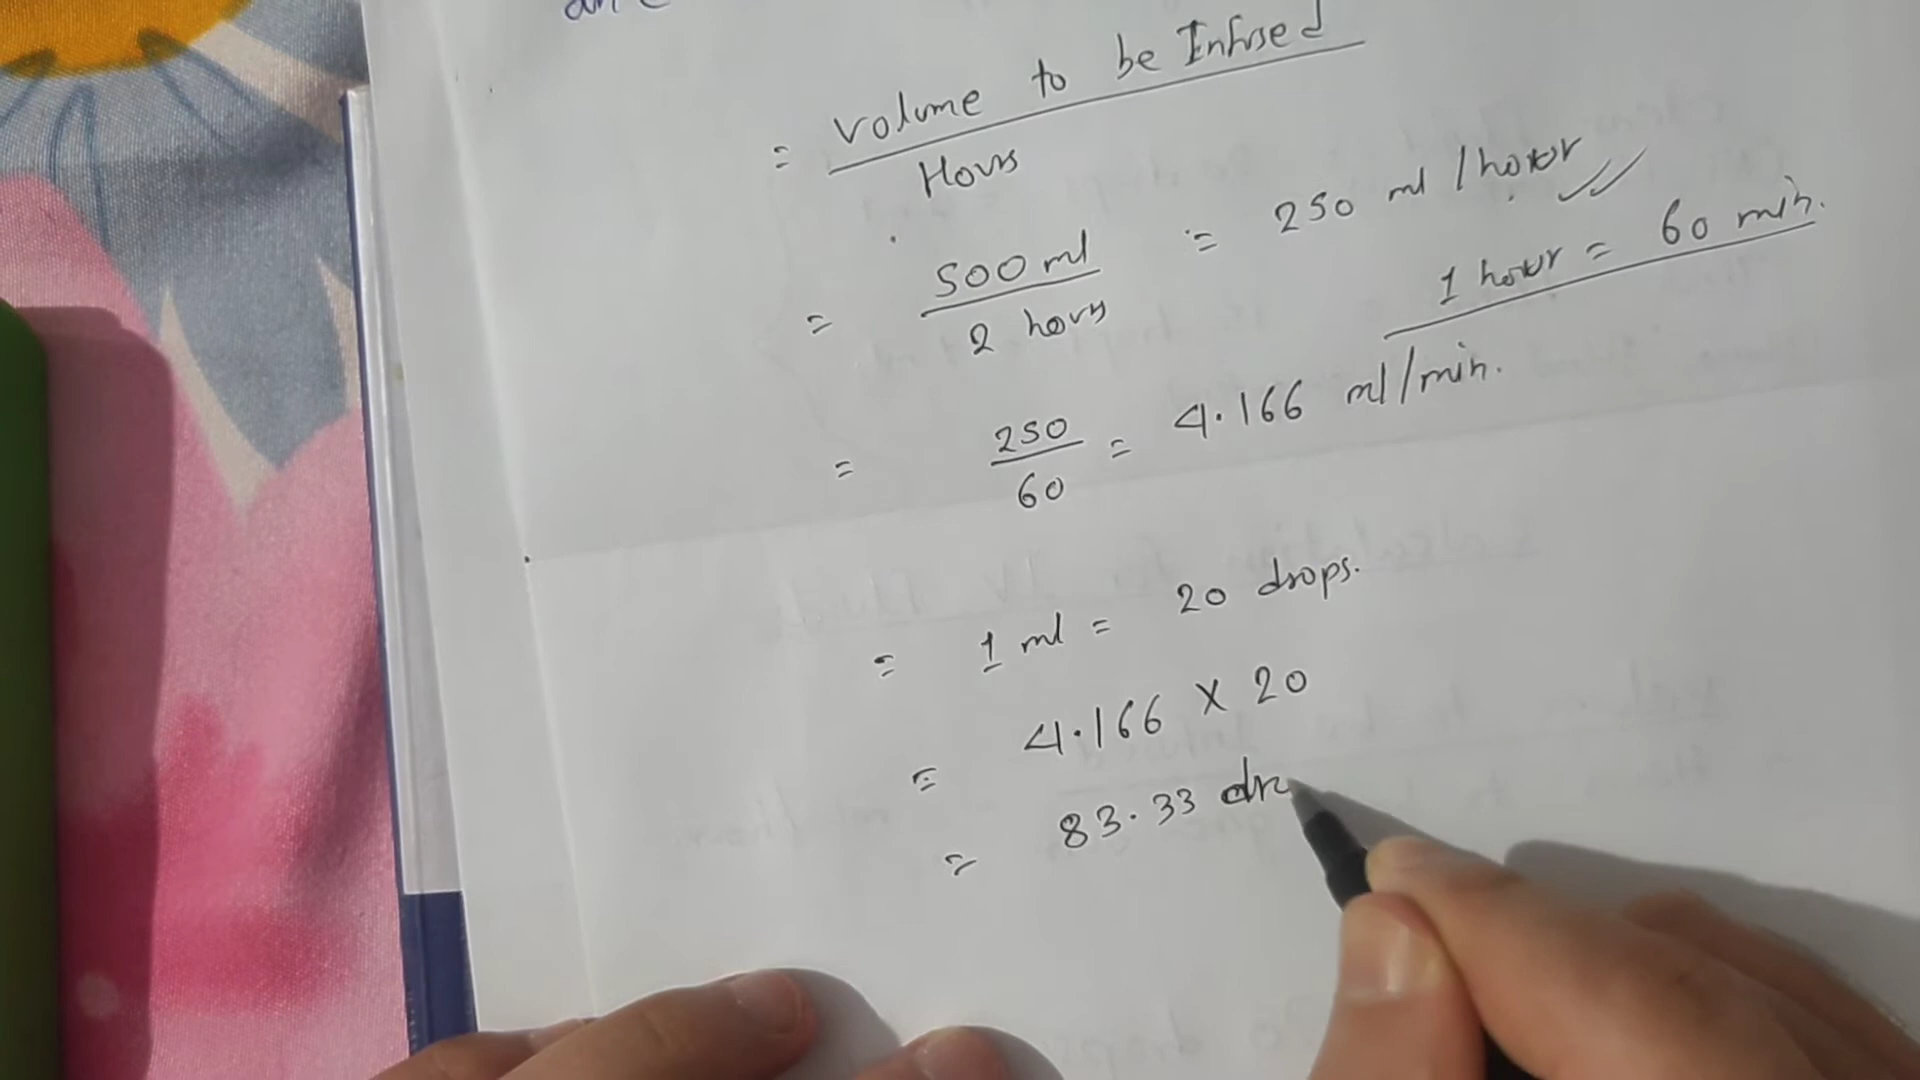 = Volume to be Infused
Hours
= 500 ml = 250 ml / hour
2 hours
1 hour = 60 min.
= 250 = 4.166 ml/min.
60
= 1 ml = 20 drops.
= 4.166 X 20
= 83.33 dr